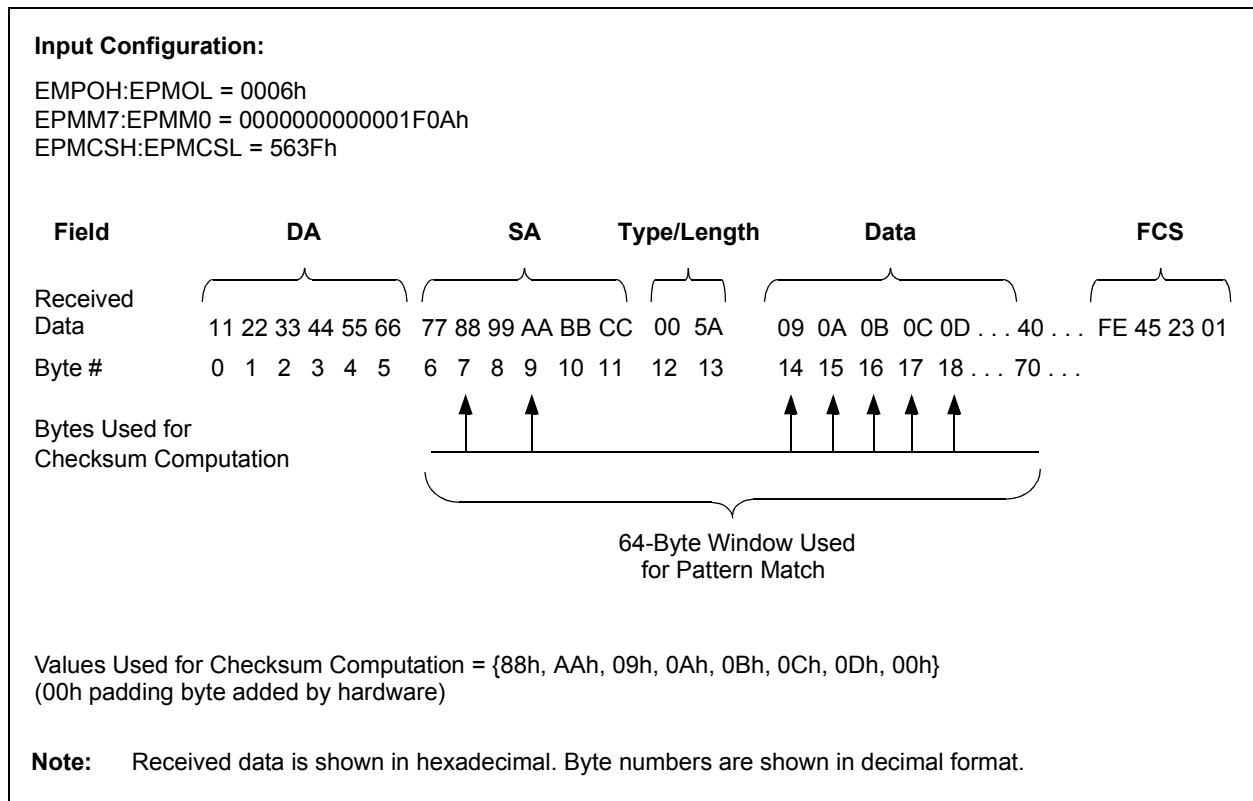 Input Configuration:
EMPOH:EPMOL = 0006h
EPMM7:EPMM0 = 0000000000001F0Ah
EPMCSH:EPMCSL = 563Fh
Field DA SA Type/Length Data FCS
Received
Data 11 22 33 44 55 66 77 88 99 AA BB CC 00 5A 09 0A 0B 0C 0D . . . 40 . . . FE 45 23 01
Byte # 0 1 2 3 4 5 6 7 8 9 10 11 12 13 14 15 16 17 18 . . . 70 . . .
Bytes Used for
Checksum Computation
64-Byte Window Used
for Pattern Match
Values Used for Checksum Computation = {88h, AAh, 09h, 0Ah, 0Bh, 0Ch, 0Dh, 00h}
(00h padding byte added by hardware)
Note: Received data is shown in hexadecimal. Byte numbers are shown in decimal format.